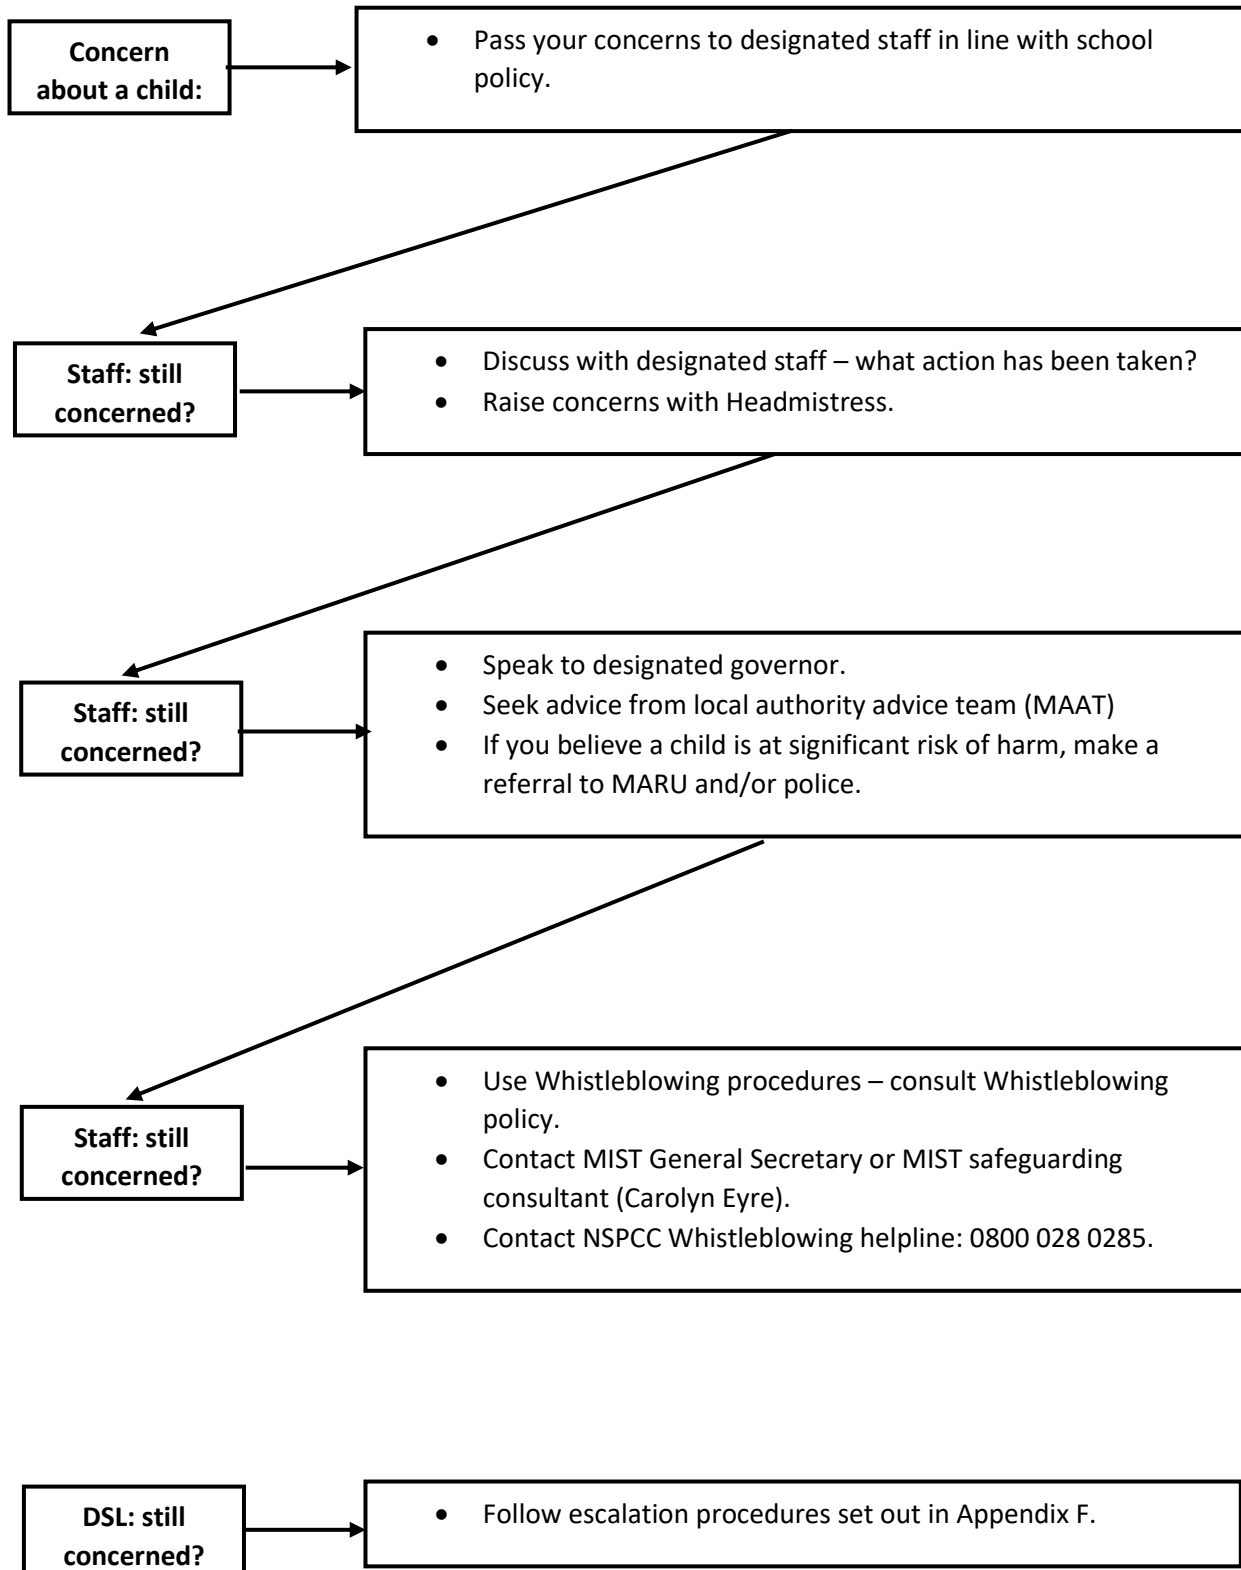 Concern
about a child:
• Pass your concerns to designated staff in line with school
policy.
Staff: still
concerned?
• Discuss with designated staff – what action has been taken?
• Raise concerns with Headmistress.
Staff: still
concerned?
• Speak to designated governor.
• Seek advice from local authority advice team (MAAT)
• If you believe a child is at significant risk of harm, make a
referral to MARU and/or police.
Staff: still
concerned?
• Use Whistleblowing procedures – consult Whistleblowing
policy.
• Contact MIST General Secretary or MIST safeguarding
consultant (Carolyn Eyre).
• Contact NSPCC Whistleblowing helpline: 0800 028 0285.
DSL: still
concerned?
• Follow escalation procedures set out in Appendix F.